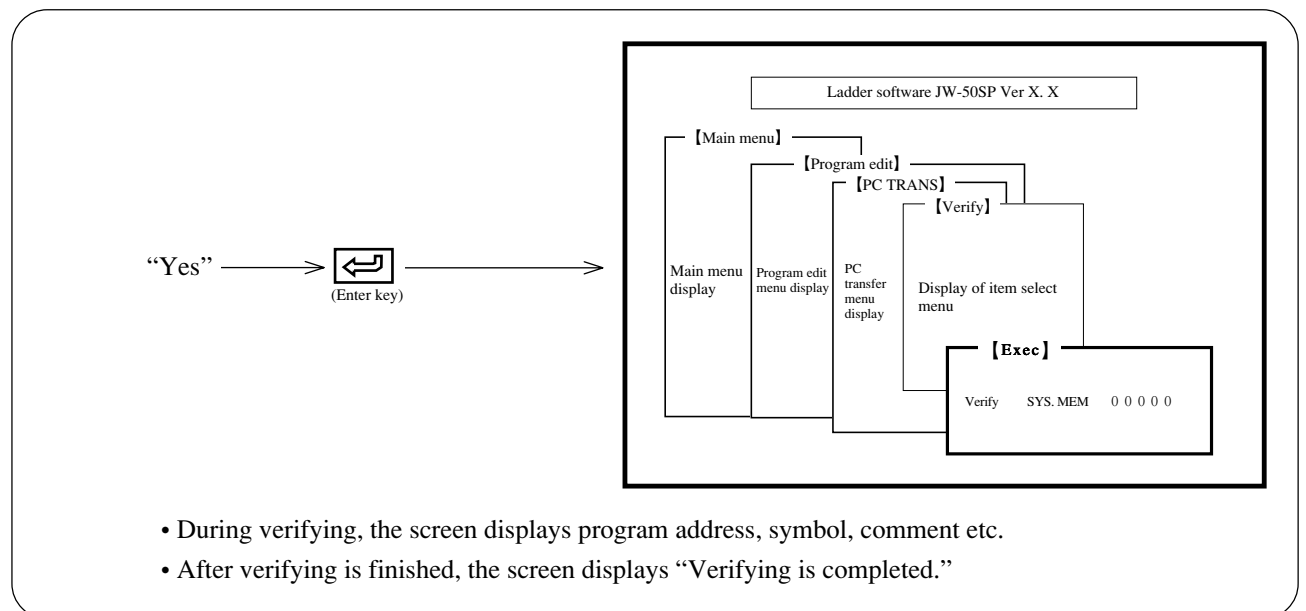 Ladder software JW-50SP Ver X. X
【Main menu】
【Program edit】
【PC TRANS】
【Verify】
“Yes”
(Enter key)
Main menu
display
Program edit
menu display
PC
transfer
menu
display
Display of item select
menu
【Exec】
Verify SYS. MEM 0 0 0 0 0
• During verifying, the screen displays program address, symbol, comment etc.
• After verifying is finished, the screen displays “Verifying is completed.”